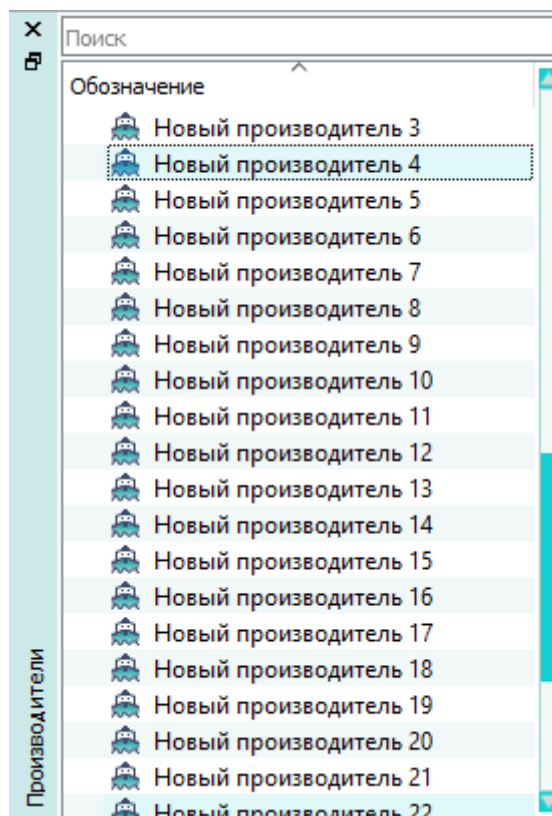 Поиск
Обозначение
Новый производитель 3
Новый производитель 4
Новый производитель 5
Новый производитель 6
Новый производитель 7
Новый производитель 8
Новый производитель 9
Новый производитель 10
Новый производитель 11
Новый производитель 12
Новый производитель 13
Новый производитель 14
Новый производитель 15
Новый производитель 16
Новый производитель 17
Новый производитель 18
Новый производитель 19
Новый производитель 20
Новый производитель 21
Новый производитель 22
Производители